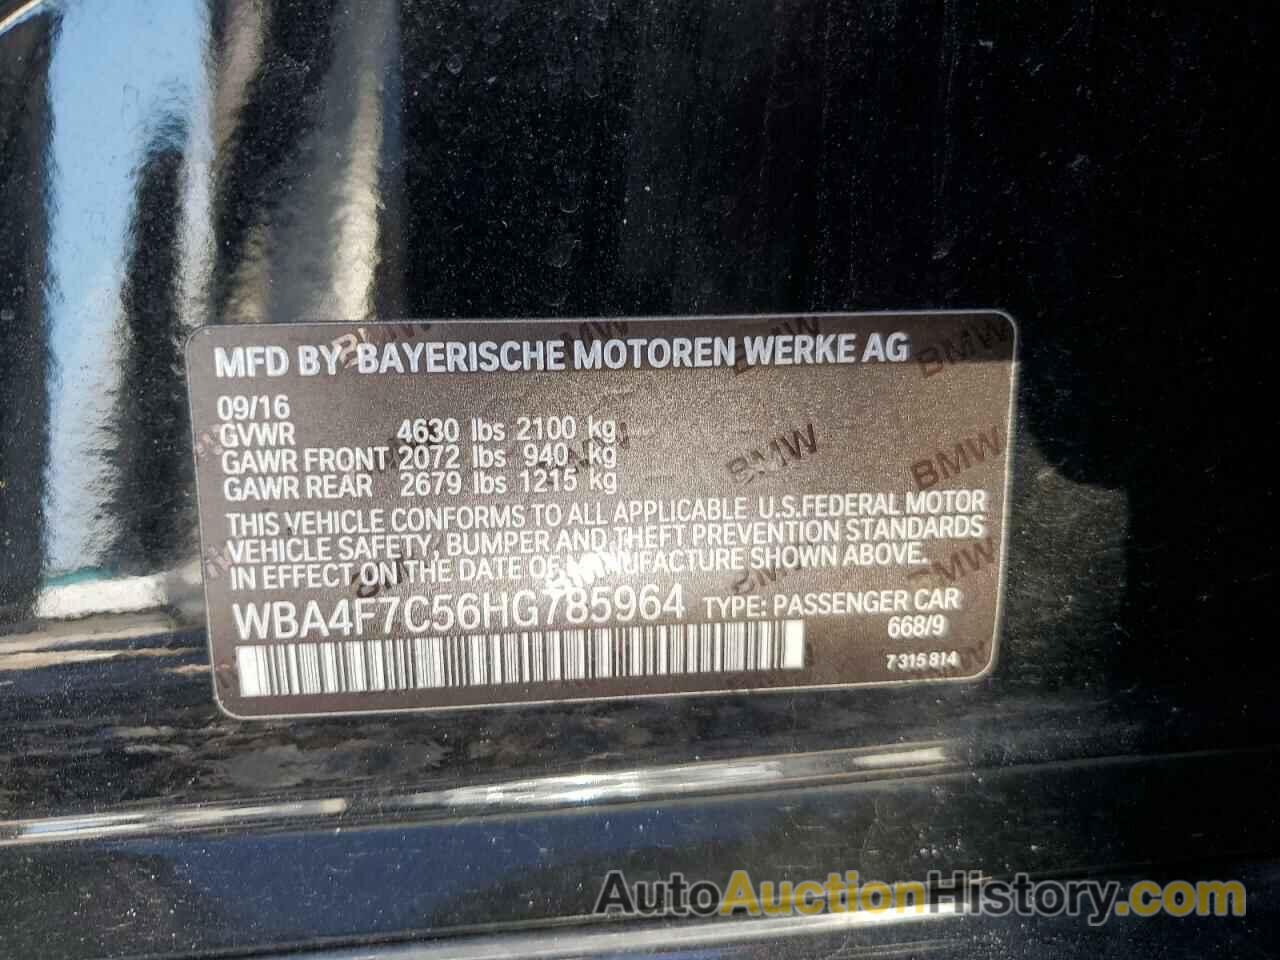 MFD BY BAYERISCHE MOTOREN WERKE AG
09/16
GVWR 4630 lbs 2100 kg
GAWR FRONT 2072 lbs 940 kg
GAWR REAR 2679 lbs 1215 kg
THIS VEHICLE CONFORMS TO ALL APPLICABLE U.S.FEDERAL MOTOR
VEHICLE SAFETY, BUMPER AND THEFT PREVENTION STANDARDS
IN EFFECT ON THE DATE OF MANUFACTURE SHOWN ABOVE.
WBA4F7C56HG785964 TYPE: PASSENGER CAR
668/9
7 315 814
AutoAuctionHistory.com